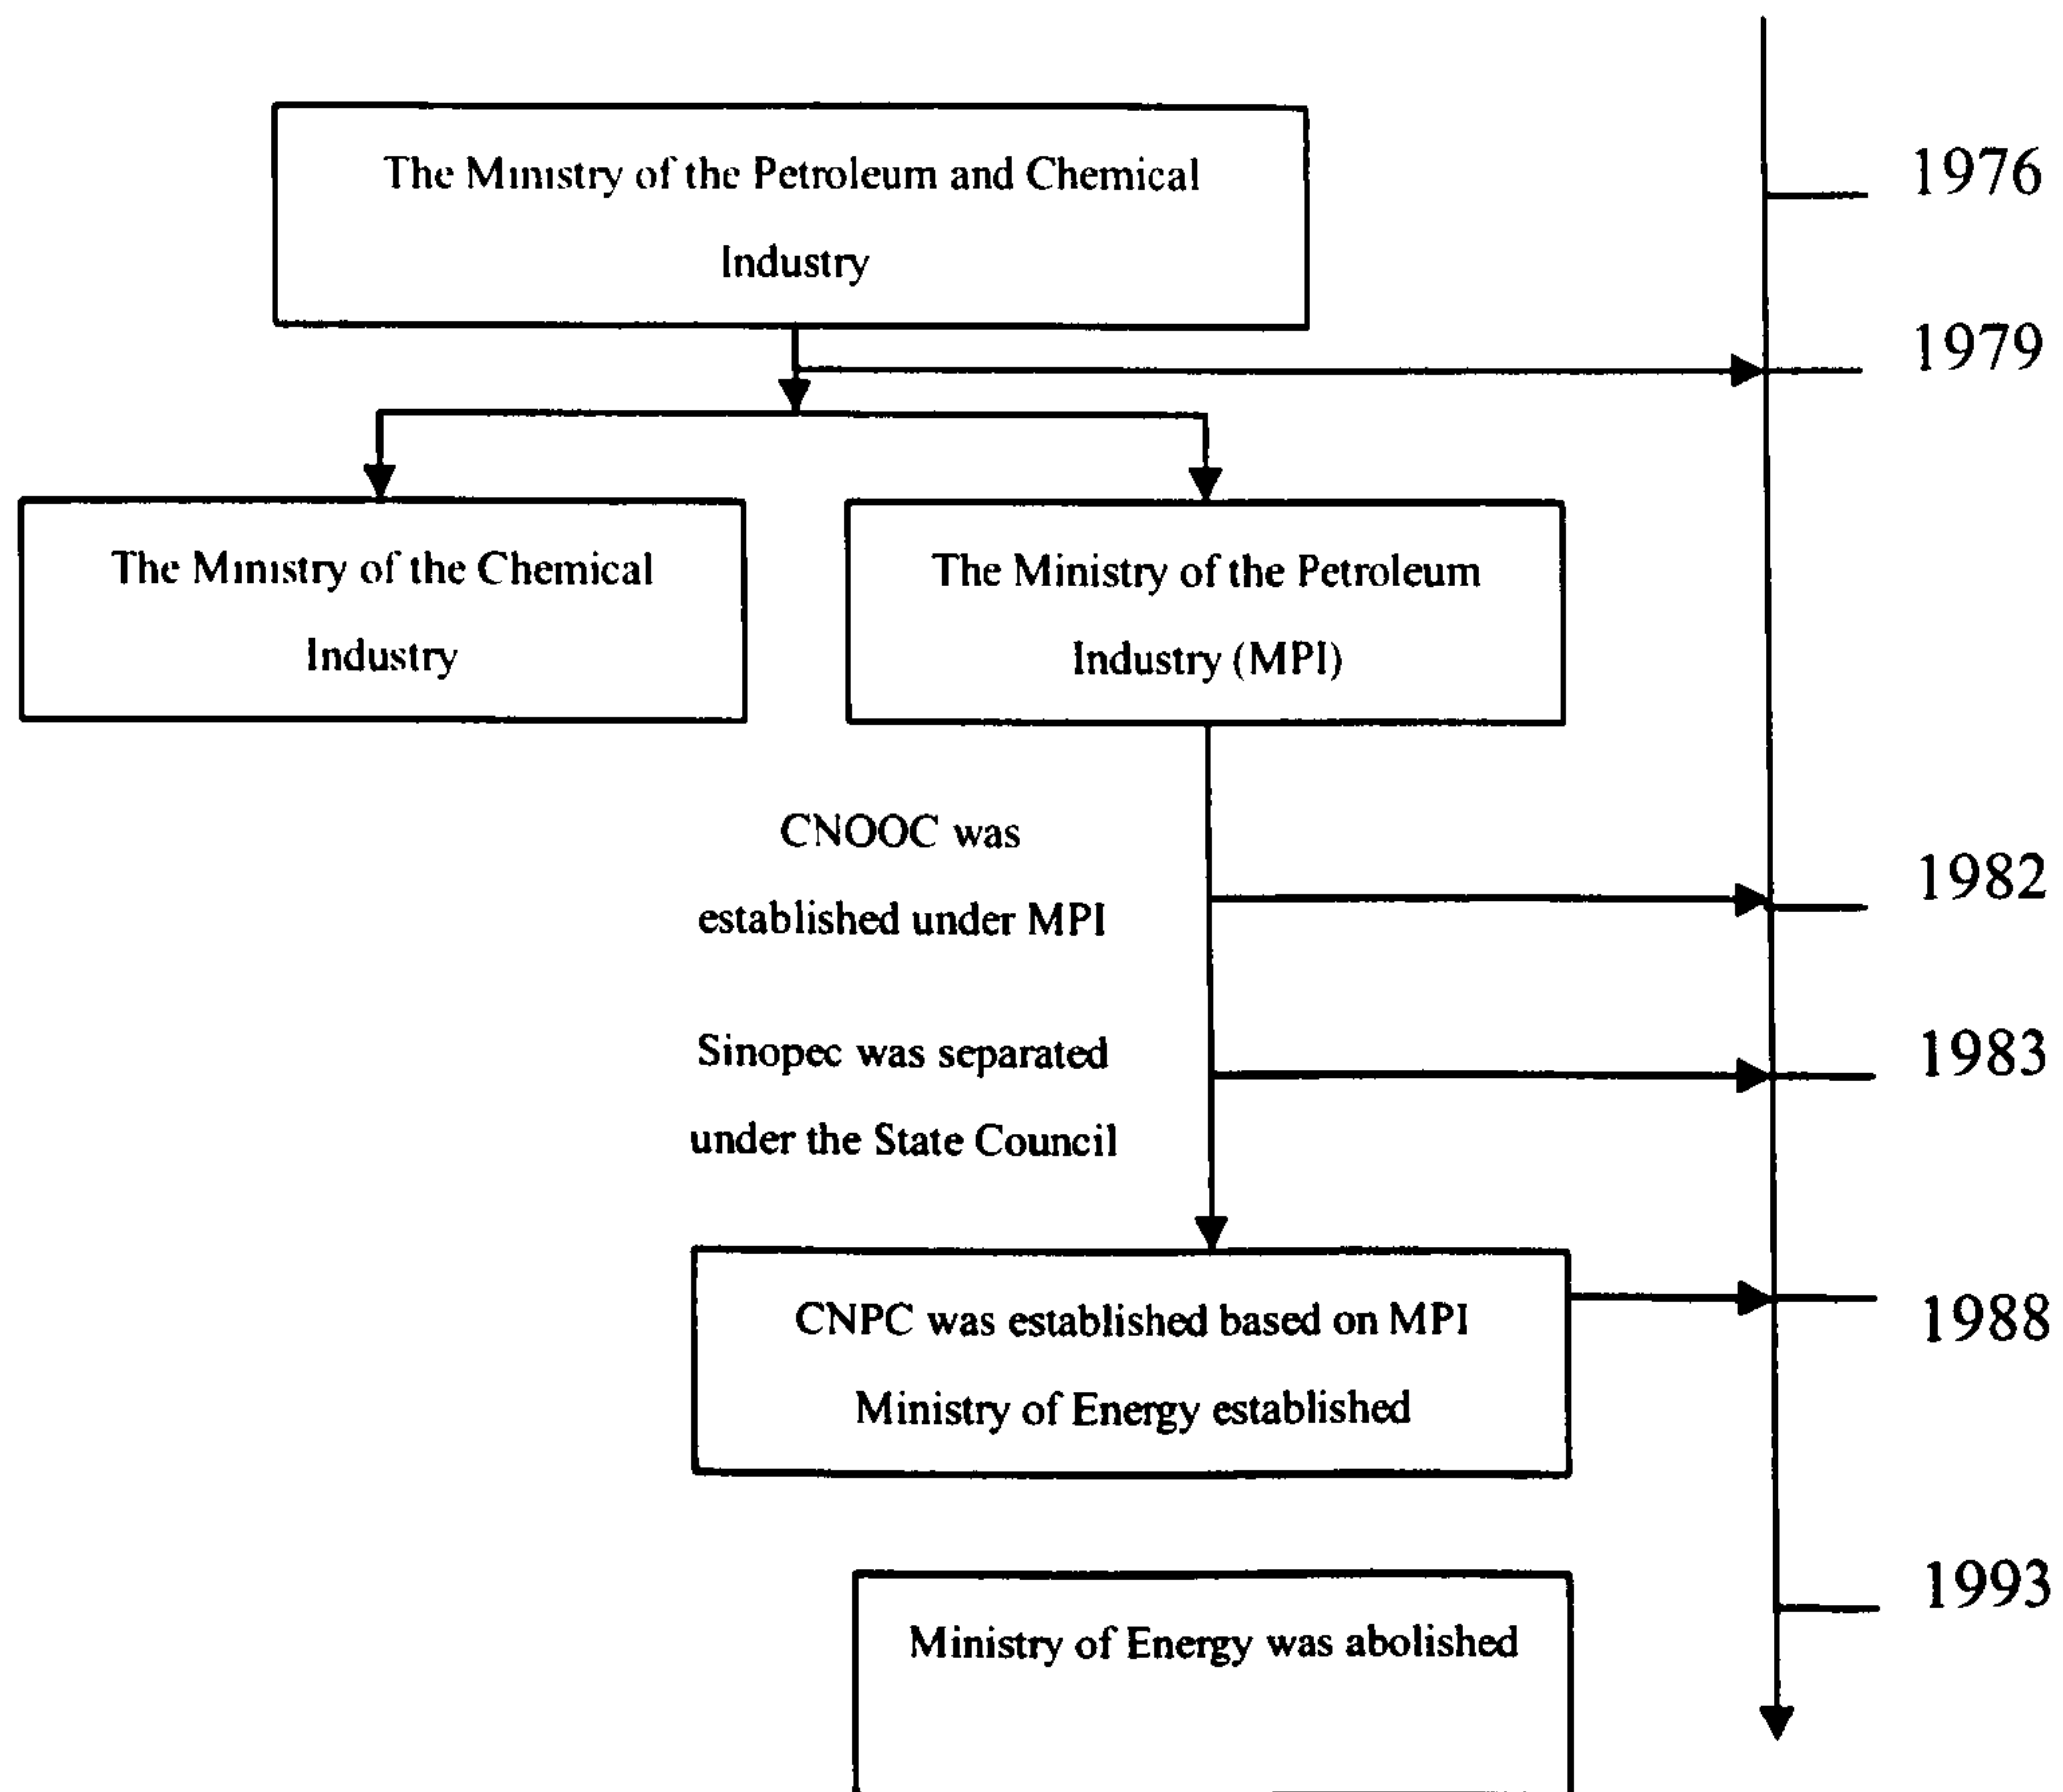 The Ministry of the Petroleum and Chemical
Industry
1976
1979
The Ministry of the Chemical
Industry
The Ministry of the Petroleum
Industry (MPI)
CNOOC was
established under MPI
1982
Sinopec was separated
under the State Council
1983
CNPC was established based on MPI
Ministry of Energy established
1988
Ministry of Energy was abolished
1993